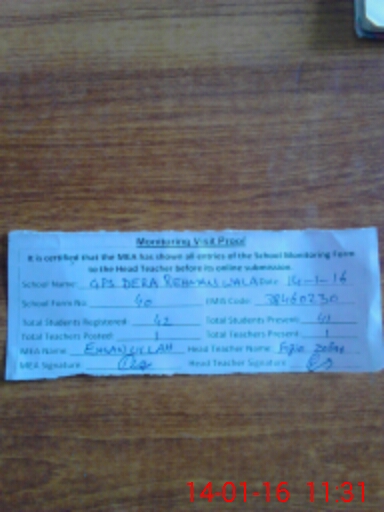 Monitoring Visit Proof
It is certified that the MEA has shown all entries of the School Monitoring Form
to the Head Teacher before its online submission.
School Name: GPS DERA REHMAN WALA Date: 14-1-16
School Form No. 40 EMIS Code: 38460230
Total Students Registered: 42 Total Students Present: 41
Total Teachers Posted: 1 Total Teachers Present: 1
MEA Name: EHSAN ULLAH Head Teacher Name:
MEA Signature: Head Teacher Signature:
14-01-16 11:31